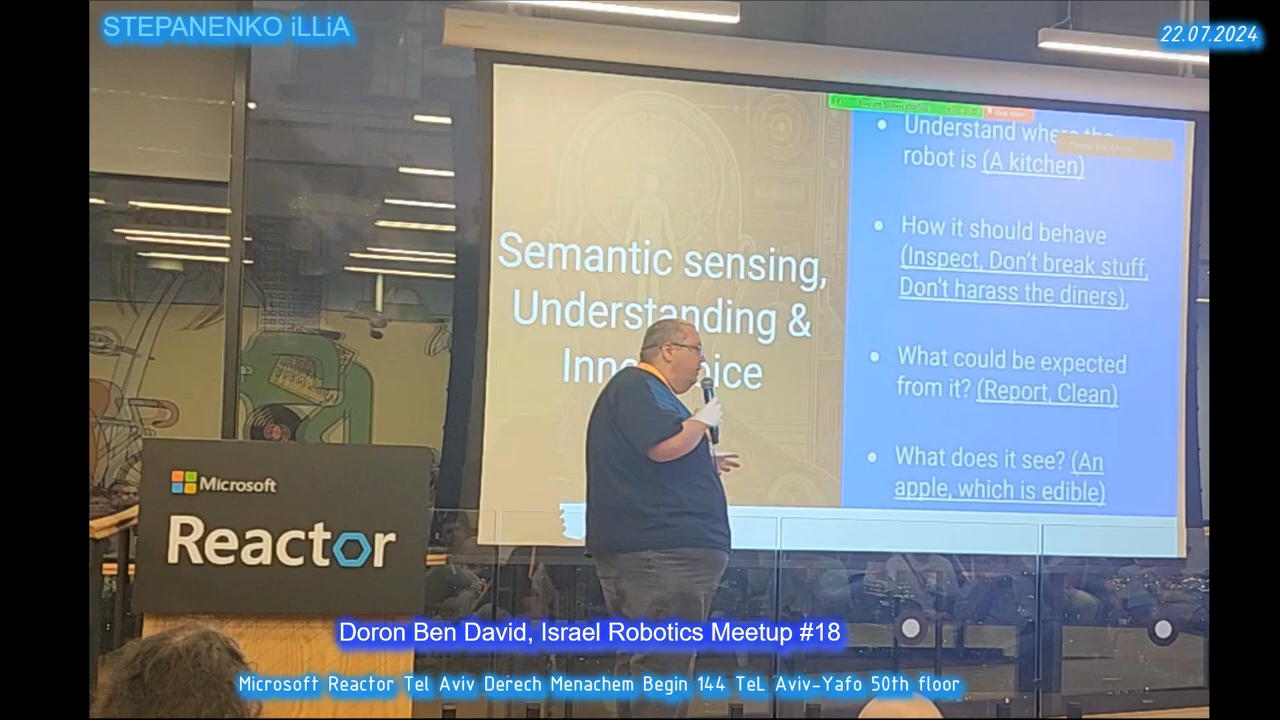 STEPANENKO iLLiA
22.07.2024
Semantic sensing,
Understanding &
Understand where the
robot is (A kitchen)
How it should behave
(Inspect, Don't break stuff,
Don't harass the diners),
What could be expected
from it? (Report, Clean)
What does it see? (An
apple, which is edible)
Microsoft
Reactor
Doron Ben David, Israel Robotics Meetup #18
Microsoft Reactor Tel Aviv Derech Menachem Begin 144 TeL Aviv-Yafo 50th floor